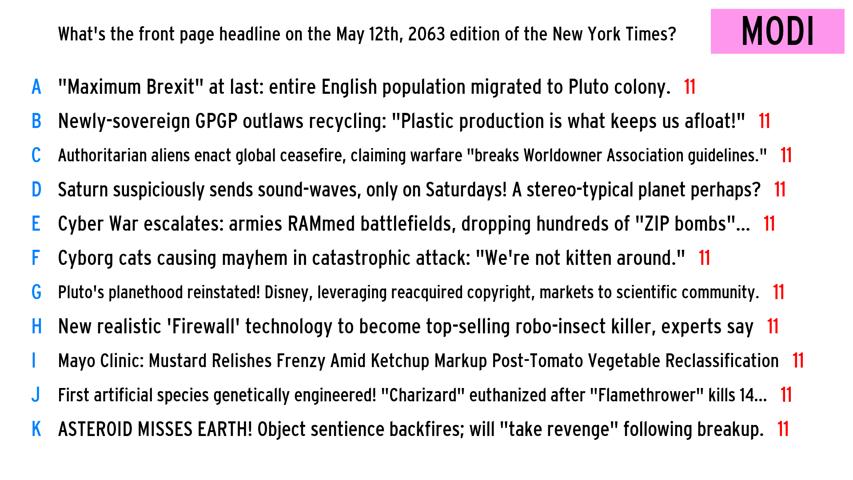 What's the front page headline on the May 12th, 2063 edition of the New York Times? MODI
A "Maximum Brexit" at last: entire English population migrated to Pluto colony. 11
B Newly-sovereign GPGP outlaws recycling: "Plastic production is what keeps us afloat!" 11
C Authoritarian aliens enact global ceasefire, claiming warfare "breaks Worldowner Association guidelines." 11
D Saturn suspiciously sends sound-waves, only on Saturdays! A stereo-typical planet perhaps? 11
E Cyber War escalates: armies RAMmed battlefields, dropping hundreds of "ZIP bombs"... 11
F Cyborg cats causing mayhem in catastrophic attack: "We're not kitten around." 11
G Pluto's planethood reinstated! Disney, leveraging reacquired copyright, markets to scientific community. 11
H New realistic 'Firewall' technology to become top-selling robo-insect killer, experts say 11
I Mayo Clinic: Mustard Relishes Frenzy Amid Ketchup Markup Post-Tomato Vegetable Reclassification 11
J First artificial species genetically engineered! "Charizard" euthanized after "Flamethrower" kills 14... 11
K ASTEROID MISSES EARTH! Object sentience backfires; will "take revenge" following breakup. 11